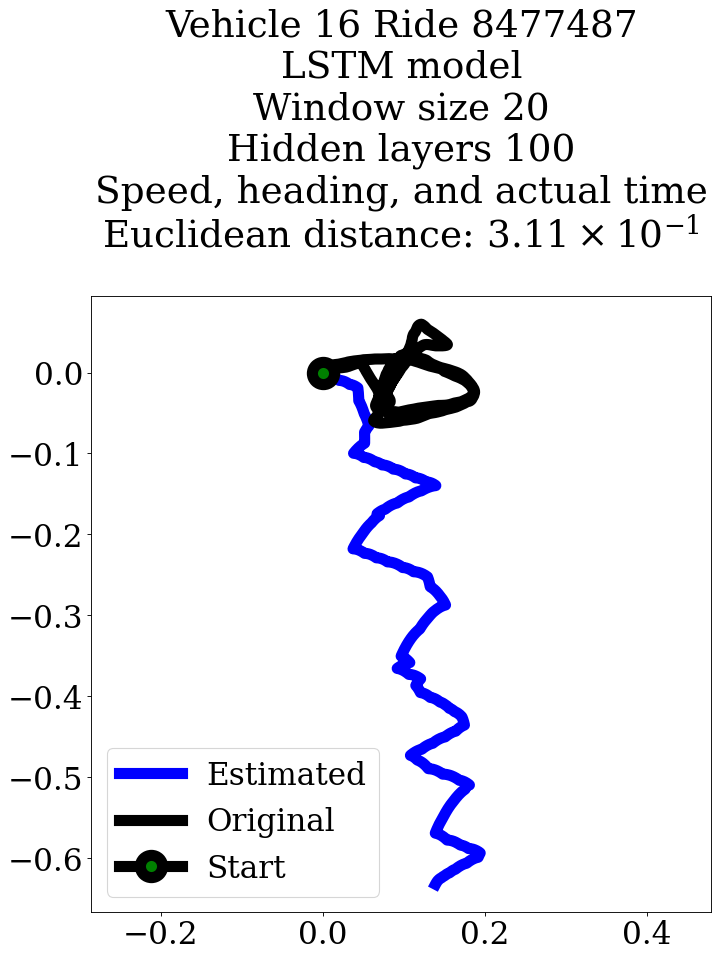 Vehicle 16 Ride 8477487
LSTM model
Window size 20
Hidden layers 100
Speed, heading, and actual time
Euclidean distance: 3.11 × 10⁻¹
0.0
−0.1
−0.2
−0.3
−0.4
−0.5
−0.6
Estimated
Original
Start
−0.2 0.0 0.2 0.4